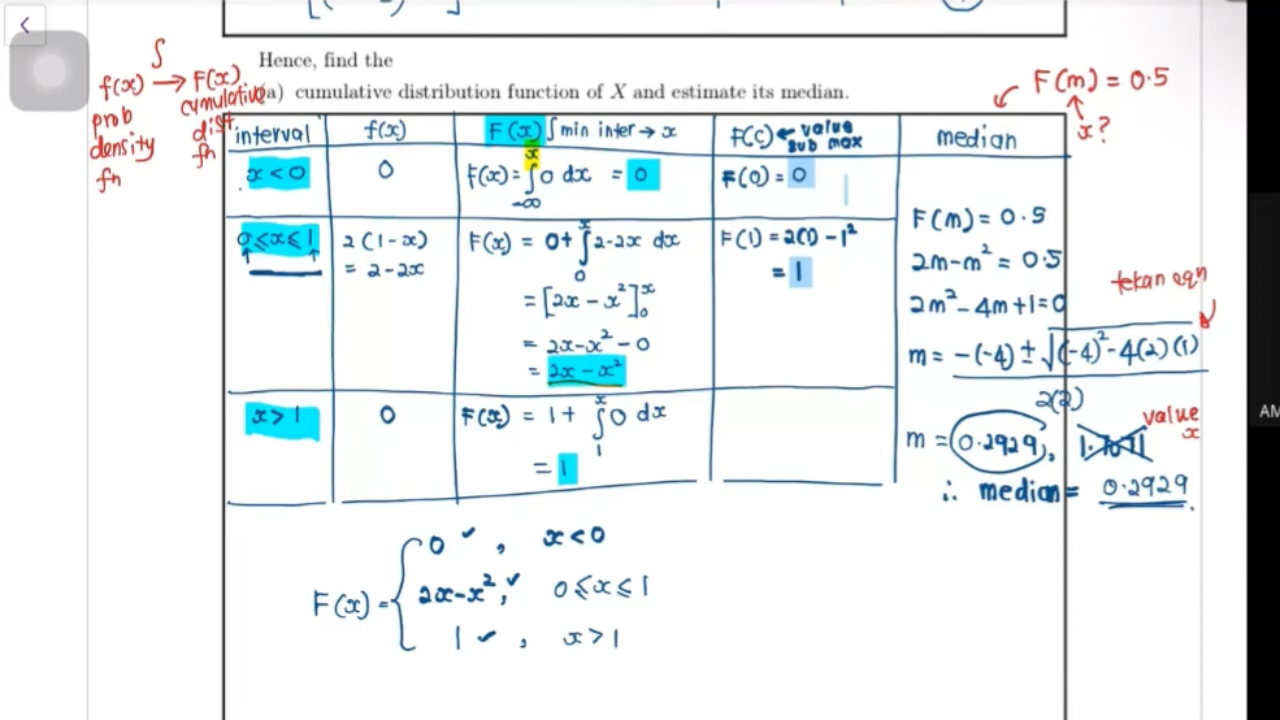 Hence, find the
(a) cumulative distribution function of X and estimate its median.
∫
f(x) → F(x)
prob density fn
cumulative dist fn
F(m) = 0.5
x?
interval f(x) F(x) ∫ min inter → x F(c) ← value sub max median
x < 0 0 F(x) = ∫_{-∞}^{x} 0 dx = 0 F(0) = 0
0 ⩽ x ⩽ 1 2(1-x) F(x) = 0 + ∫_{0}^{x} 2-2x dx F(1) = 2(1) - 1²
= 2-2x = 1
= [2x - x²]_{0}^{x}
= 2x-x² - 0
= 2x - x²
x > 1 0 F(x) = 1 + ∫_{1}^{x} 0 dx
= 1
F(m) = 0.5
2m-m² = 0.5
2m² - 4m + 1 = 0
tekan eqn
m = -(-4) ± √(-4)² - 4(2)(1)
2(2)
m = 0.2929, 1.7071
value x
∴ median = 0.2929
F(x) = { 0 ✓, x < 0
2x-x² ✓, 0 ⩽ x ⩽ 1
1 ✓, x > 1
AM